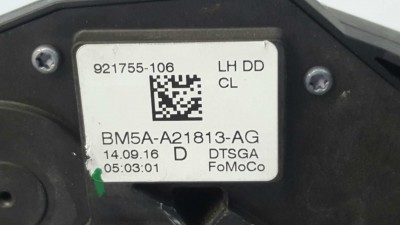 921755-106 LH DD
CL
BM5A-A21813-AG
14.09.16 D DTSGA
05:03:01 FoMoCo